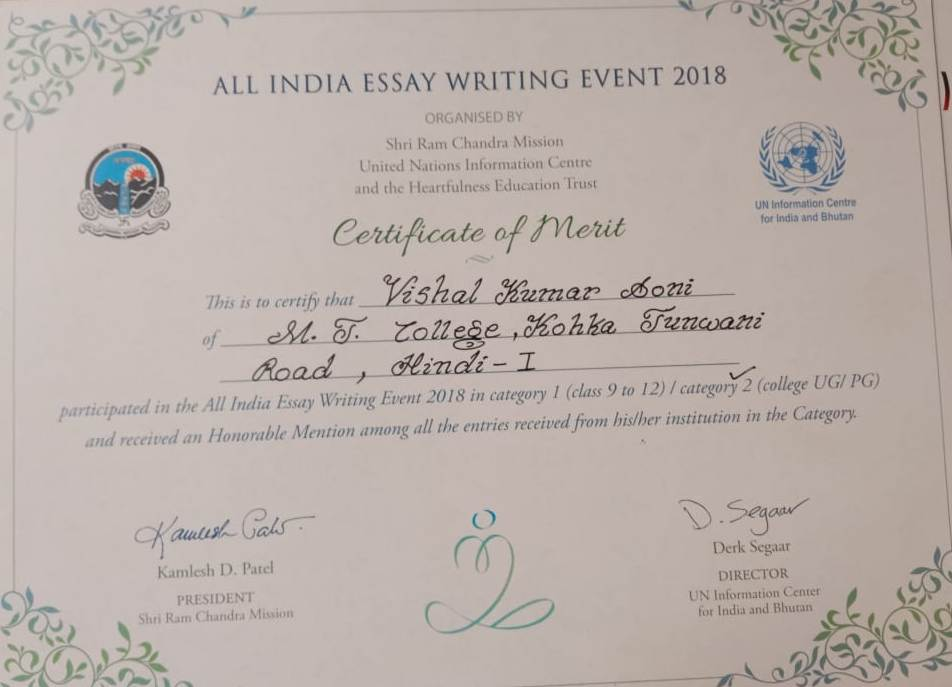 ALL INDIA ESSAY WRITING EVENT 2018
ORGANISED BY
Shri Ram Chandra Mission
United Nations Information Centre
and the Heartfulness Education Trust
UN Information Centre
for India and Bhutan
Certificate of Merit
This is to certify that Vishal Kumar Soni
of M. T. College, Kohka Junwani
Road, Hindi - I
participated in the All India Essay Writing Event 2018 in category 1 (class 9 to 12) / category 2 (college UG/ PG)
and received an Honorable Mention among all the entries received from his/her institution in the Category.
D. Segaar
Kamlesh D. Patel
PRESIDENT
Shri Ram Chandra Mission
Derk Segaar
DIRECTOR
UN Information Center
for India and Bhutan